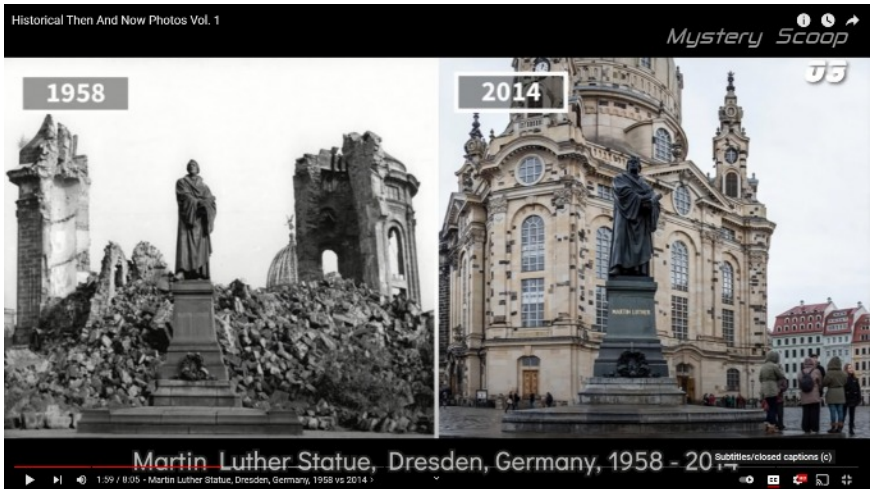 Historical Then And Now Photos Vol. 1
Mystery Scoop
1958
2014
MARTIN LUTHER
Martin Luther Statue, Dresden, Germany, 1958 - 2014
Subtitles/closed captions (c)
1:59 / 8:05 • Martin Luther Statue, Dresden, Germany, 1958 vs 2014 ›